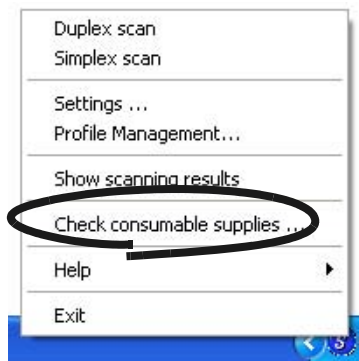 Duplex scan
Simplex scan
Settings ...
Profile Management...
Show scanning results
Check consumable supplies ...
Help
Exit
S